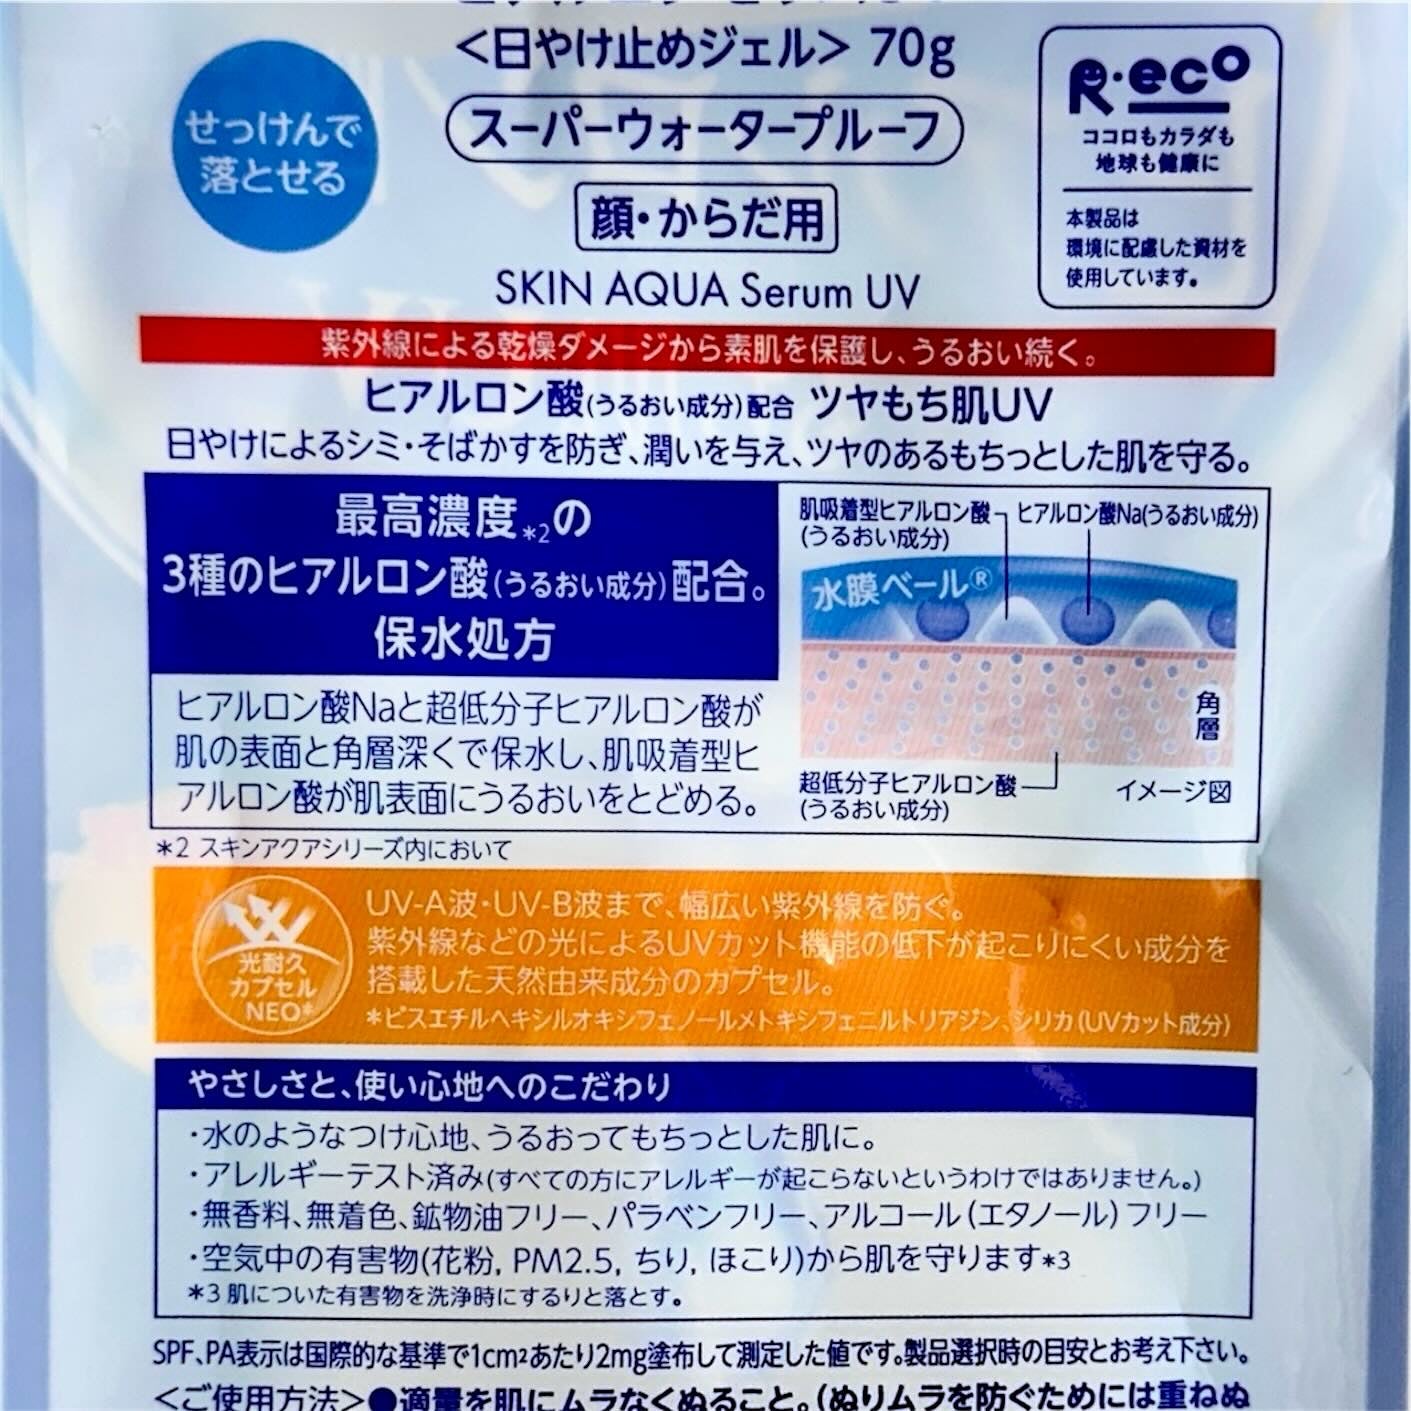 <日やけ止めジェル> 70g
せっけんで
落とせる
スーパーウォータープルーフ
顔・からだ用
SKIN AQUA Serum UV
R・eco
ココロもカラダも
地球も健康に
本製品は
環境に配慮した資材を
使用しています。
紫外線による乾燥ダメージから素肌を保護し、うるおい続く。
ヒアルロン酸(うるおい成分)配合 ツヤもち肌UV
日やけによるシミ・そばかすを防ぎ、潤いを与え、ツヤのあるもちっとした肌を守る。
最高濃度*2の
3種のヒアルロン酸(うるおい成分)配合。
保水処方
ヒアルロン酸Naと超低分子ヒアルロン酸が
肌の表面と角層深くで保水し、肌吸着型ヒ
アルロン酸が肌表面にうるおいをとどめる。
肌吸着型ヒアルロン酸
(うるおい成分)
ヒアルロン酸Na(うるおい成分)
水膜ベール®
角層
超低分子ヒアルロン酸
(うるおい成分)
イメージ図
*2 スキンアクアシリーズ内において
光耐久
カプセル
NEO*
UV-A波・UV-B波まで、幅広い紫外線を防ぐ。
紫外線などの光によるUVカット機能の低下が起こりにくい成分を
搭載した天然由来成分のカプセル。
*ビスエチルヘキシルオキシフェノールメトキシフェニルトリアジン、シリカ(UVカット成分)
やさしさと、使い心地へのこだわり
・水のようなつけ心地、うるおってもちっとした肌に。
・アレルギーテスト済み(すべての方にアレルギーが起こらないというわけではありません。)
・無香料、無着色、鉱物油フリー、パラベンフリー、アルコール(エタノール)フリー
・空気中の有害物(花粉, PM2.5, ちり, ほこり)から肌を守ります*3
*3 肌についた有害物を洗浄時にするりと落とす。
SPF、PA表示は国際的な基準で1cm²あたり2mg塗布して測定した値です。製品選択時の目安とお考え下さい。
<ご使用方法>●適量を肌にムラなくぬること。(ぬりムラを防ぐためには重ねぬ